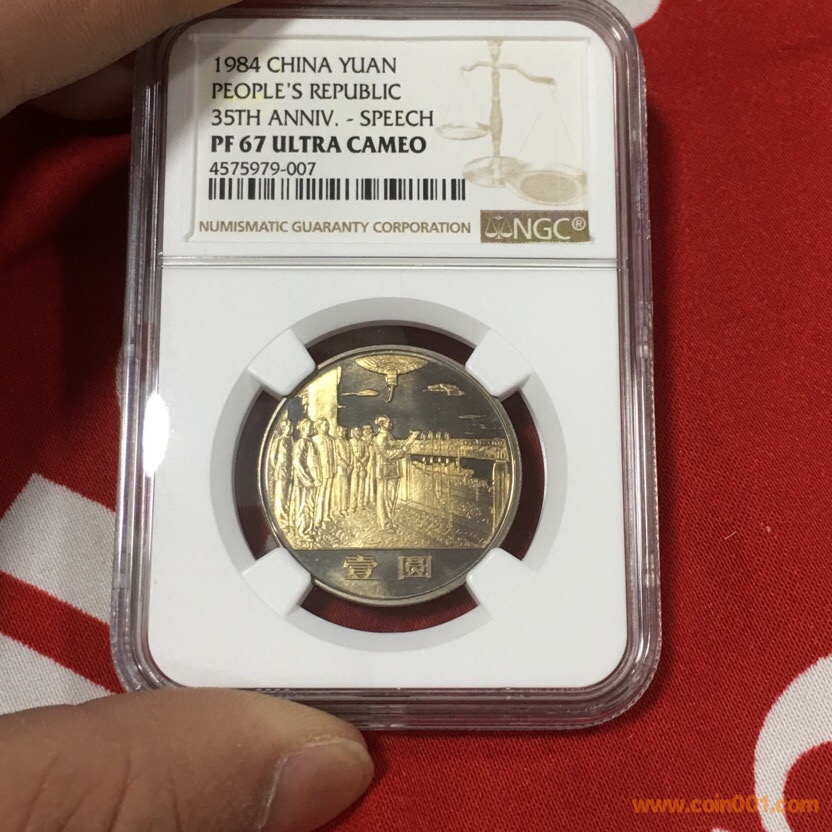 1984 CHINA YUAN
PEOPLE'S REPUBLIC
35TH ANNIV. - SPEECH
PF 67 ULTRA CAMEO
4575979-007
NUMISMATIC GUARANTY CORPORATION
NGC®
壹圆
www.coin001.com